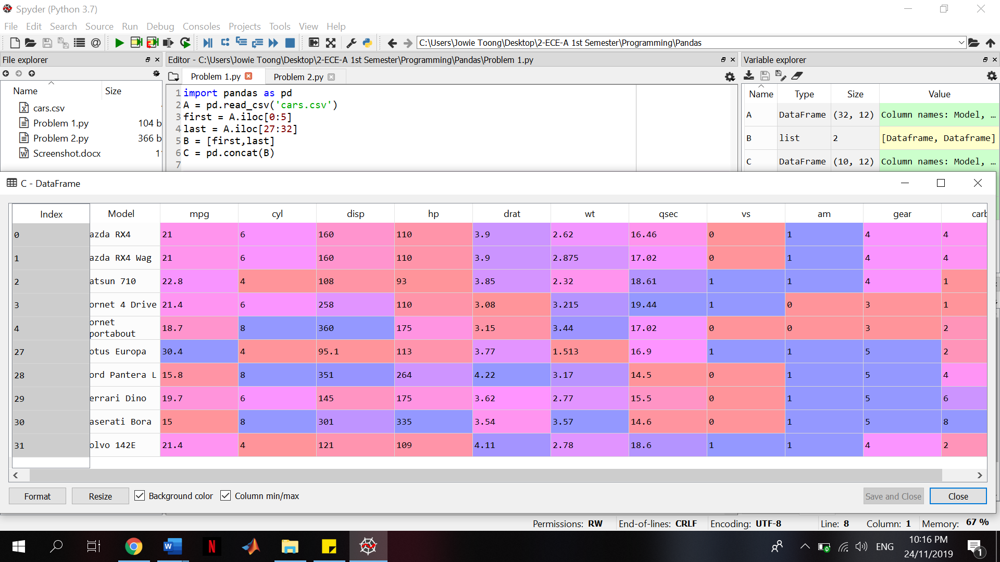 Spyder (Python 3.7)
File Edit Search Source Run Debug Consoles Projects Tools View Help
C:\Users\Jowie Toong\Desktop\2-ECE-A 1st Semester\Programming\Pandas
File explorer
Name Size
cars.csv
Problem 1.py 104 b
Problem 2.py 366 b
Screenshot.docx 1
Editor - C:\Users\Jowie Toong\Desktop\2-ECE-A 1st Semester\Programming\Pandas\Problem 1.py
Problem 1.py Problem 2.py
1 import pandas as pd
2 A = pd.read_csv('cars.csv')
3 first = A.iloc[0:5]
4 last = A.iloc[27:32]
5 B = [first,last]
6 C = pd.concat(B)
7
Variable explorer
Name Type Size Value
A DataFrame (32, 12) Column names: Model, …
B list 2 [Dataframe, Dataframe]
C DataFrame (10, 12) Column names: Model, …
C - DataFrame
Index Model mpg cyl disp hp drat wt qsec vs am gear carb
0 azda RX4 21 6 160 110 3.9 2.62 16.46 0 1 4 4
1 azda RX4 Wag 21 6 160 110 3.9 2.875 17.02 0 1 4 4
2 atsun 710 22.8 4 108 93 3.85 2.32 18.61 1 1 4 1
3 ornet 4 Drive 21.4 6 258 110 3.08 3.215 19.44 1 0 3 1
4 ornet portabout 18.7 8 360 175 3.15 3.44 17.02 0 0 3 2
27 otus Europa 30.4 4 95.1 113 3.77 1.513 16.9 1 1 5 2
28 ord Pantera L 15.8 8 351 264 4.22 3.17 14.5 0 1 5 4
29 errari Dino 19.7 6 145 175 3.62 2.77 15.5 0 1 5 6
30 aserati Bora 15 8 301 335 3.54 3.57 14.6 0 1 5 8
31 olvo 142E 21.4 4 121 109 4.11 2.78 18.6 1 1 4 2
Format Resize Background color Column min/max Save and Close Close
Permissions: RW End-of-lines: CRLF Encoding: UTF-8 Line: 8 Column: 1 Memory: 67 %
W N ENG
10:16 PM
24/11/2019
1